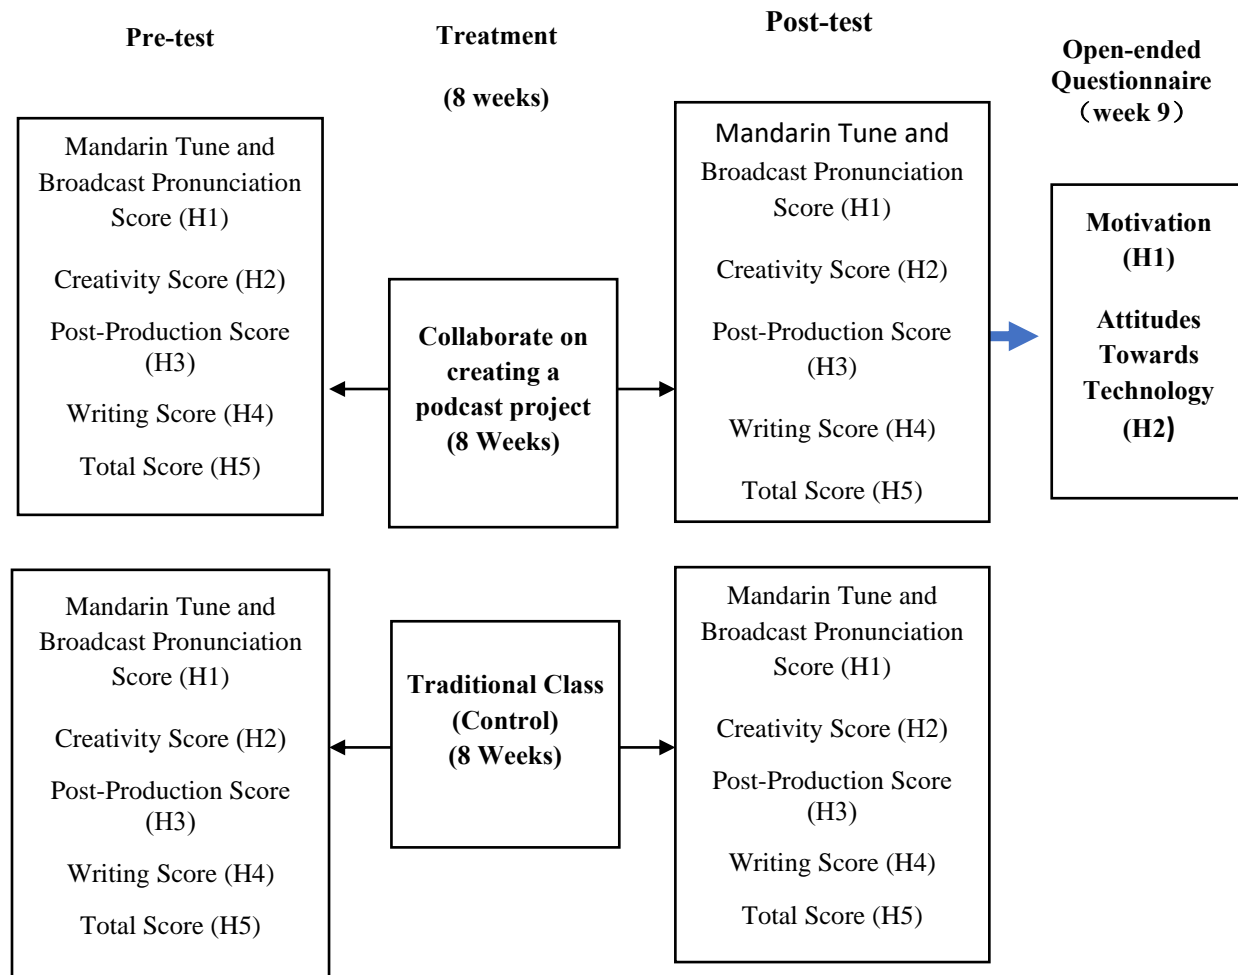 Pre-test
Treatment
(8 weeks)
Post-test
Open-ended
Questionnaire
（week 9）
Mandarin Tune and
Broadcast Pronunciation
Score (H1)
Creativity Score (H2)
Post-Production Score
(H3)
Writing Score (H4)
Total Score (H5)
Collaborate on
creating a
podcast project
(8 Weeks)
Mandarin Tune and
Broadcast Pronunciation
Score (H1)
Creativity Score (H2)
Post-Production Score
(H3)
Writing Score (H4)
Total Score (H5)
Motivation
(H1)
Attitudes
Towards
Technology
(H2)
Mandarin Tune and
Broadcast Pronunciation
Score (H1)
Creativity Score (H2)
Post-Production Score
(H3)
Writing Score (H4)
Total Score (H5)
Traditional Class
(Control)
(8 Weeks)
Mandarin Tune and
Broadcast Pronunciation
Score (H1)
Creativity Score (H2)
Post-Production Score
(H3)
Writing Score (H4)
Total Score (H5)